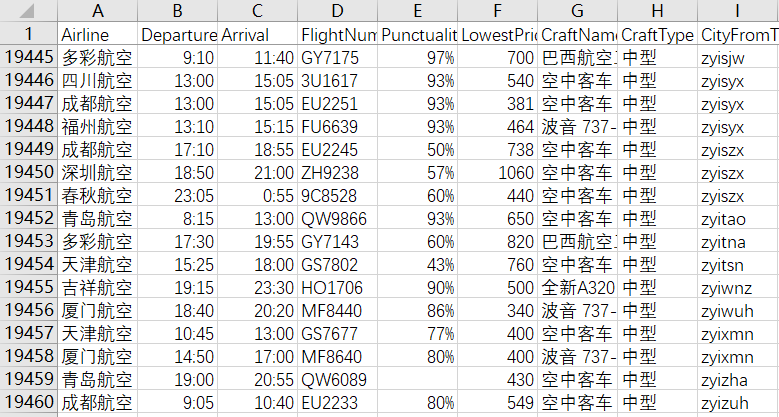 A B C D E F G H I
1 Airline Departure Arrival FlightNum Punctualit LowestPric CraftName CraftType CityFromT
19445 多彩航空 9:10 11:40 GY7175 97% 700 巴西航空 中型 zyisjw
19446 四川航空 13:00 15:05 3U1617 93% 540 空中客车 中型 zyisyx
19447 成都航空 13:00 15:05 EU2251 93% 381 空中客车 中型 zyisyx
19448 福州航空 13:10 15:15 FU6639 93% 464 波音 737- 中型 zyisyx
19449 成都航空 17:10 18:55 EU2245 50% 738 空中客车 中型 zyiszx
19450 深圳航空 18:50 21:00 ZH9238 57% 1060 空中客车 中型 zyiszx
19451 春秋航空 23:05 0:55 9C8528 60% 440 空中客车 中型 zyiszx
19452 青岛航空 8:15 13:00 QW9866 93% 650 空中客车 中型 zyitao
19453 多彩航空 17:30 19:55 GY7143 60% 820 巴西航空 中型 zyitna
19454 天津航空 15:25 18:00 GS7802 43% 760 空中客车 中型 zyitsn
19455 吉祥航空 19:15 23:30 HO1706 90% 500 全新A320 中型 zyiwnz
19456 厦门航空 18:40 20:20 MF8440 86% 340 波音 737- 中型 zyiwuh
19457 天津航空 10:45 13:00 GS7677 77% 400 空中客车 中型 zyixmn
19458 厦门航空 14:50 17:00 MF8640 80% 400 波音 737- 中型 zyixmn
19459 青岛航空 19:00 20:55 QW6089 430 空中客车 中型 zyizha
19460 成都航空 9:05 10:40 EU2233 80% 549 空中客车 中型 zyizuh